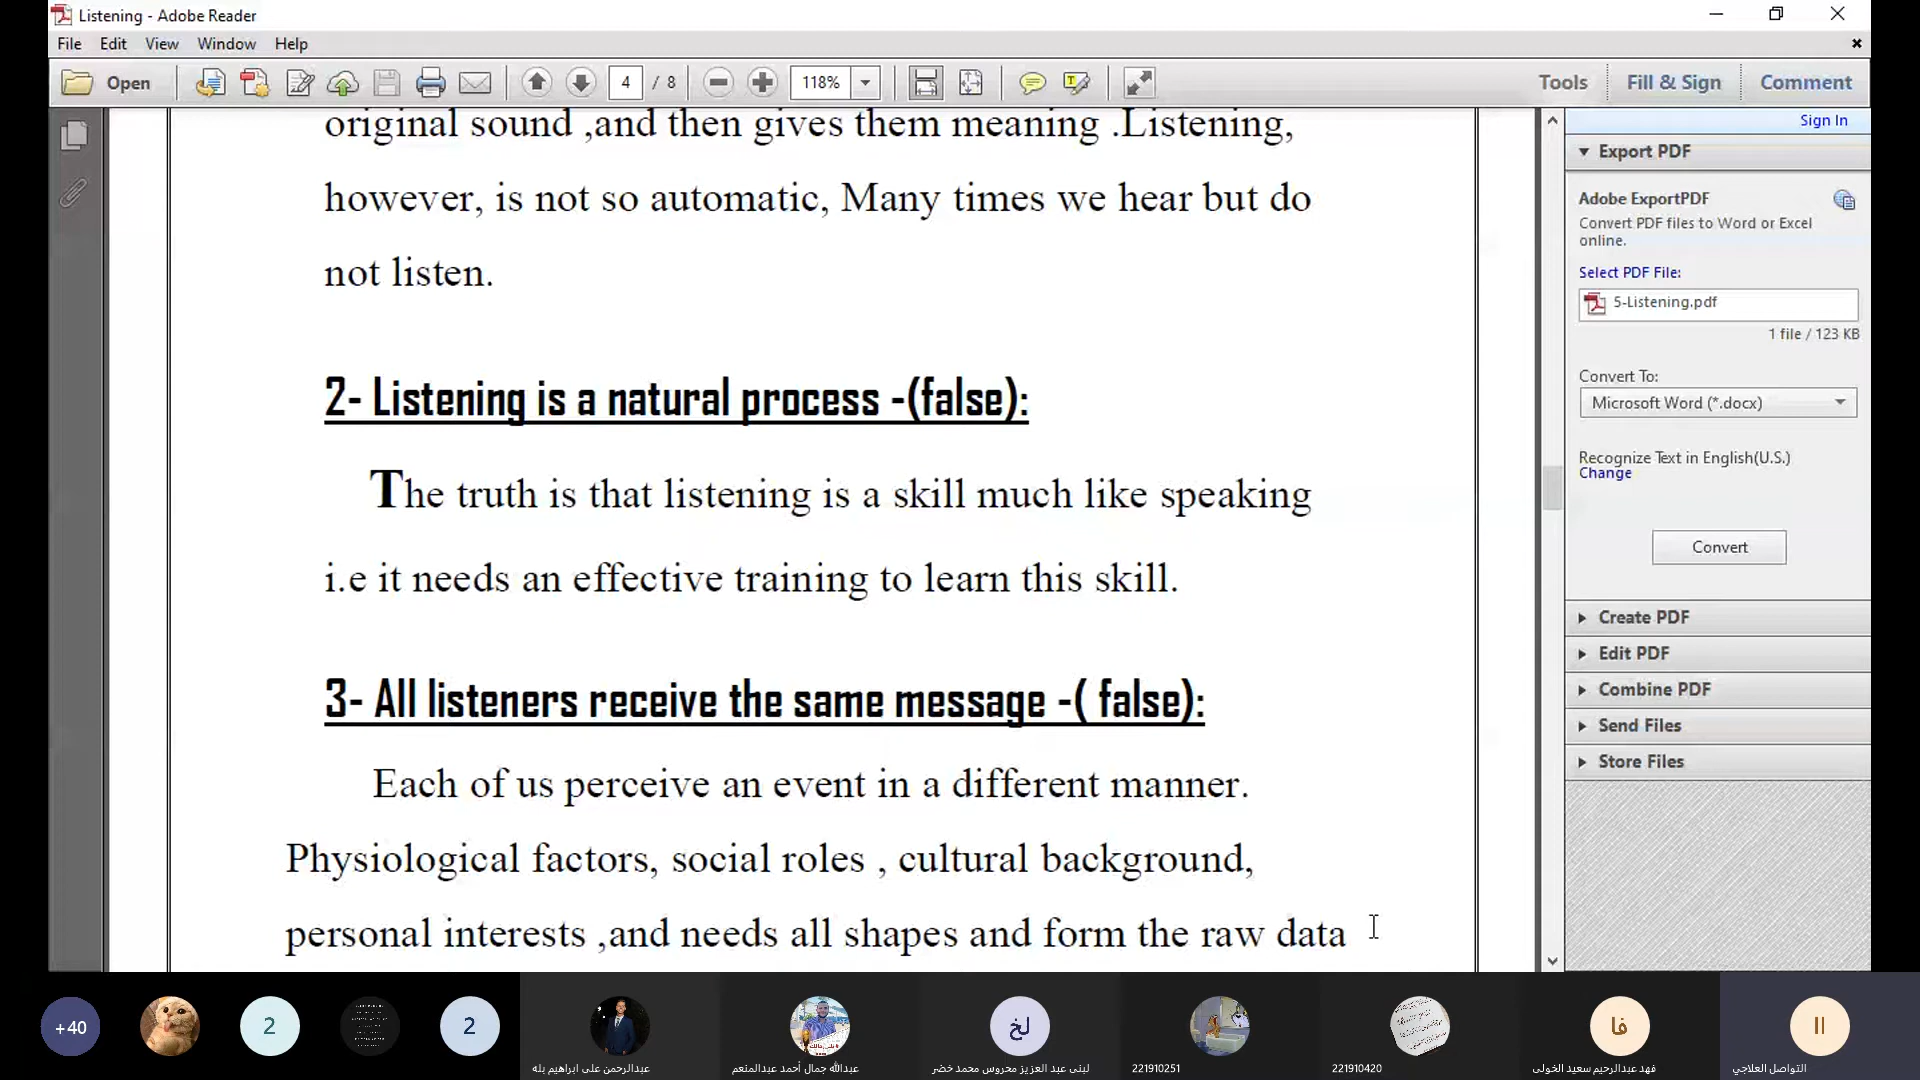 Listening - Adobe Reader
File Edit View Window Help
Open 4 / 8 118% Tools Fill & Sign Comment
Sign In
original sound ,and then gives them meaning .Listening,
however, is not so automatic, Many times we hear but do
not listen.
2- Listening is a natural process -(false):
The truth is that listening is a skill much like speaking
i.e it needs an effective training to learn this skill.
3- All listeners receive the same message -( false):
Each of us perceive an event in a different manner.
Physiological factors, social roles , cultural background,
personal interests ,and needs all shapes and form the raw data
Export PDF
Adobe ExportPDF
Convert PDF files to Word or Excel
online.
Select PDF File:
5-Listening.pdf
1 file / 123 KB
Convert To:
Microsoft Word (*.docx)
Recognize Text in English(U.S.)
Change
Convert
Create PDF
Edit PDF
Combine PDF
Send Files
Store Files
+40 2 2 لخ فا II
عبدالرحمن على ابراهيم بله
عبدالله جمال أحمد عبدالمنعم
لبنى عبد العزيز محروس محمد خضر
221910251
221910420
فهد عبدالرحيم سعيد الخولى
التواصل العلاجي